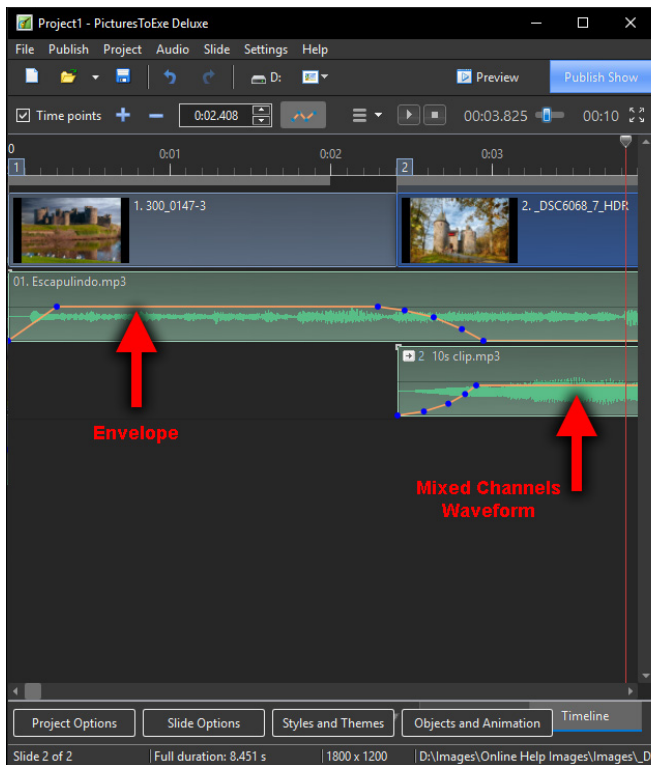 Project1 - PicturesToExe Deluxe
File Publish Project Audio Slide Settings Help
D: Preview Publish Show
Time points 0:02.408 00:03.825 00:10
0 0:01 0:02 0:03
1 2
1. 300_0147-3 2. _DSC6068_7_HDR
01. Escapulindo.mp3
2 10s clip.mp3
Envelope
Mixed Channels
Waveform
Project Options Slide Options Styles and Themes Objects and Animation Timeline
Slide 2 of 2 Full duration: 8.451 s 1800 x 1200 D:\Images\Online Help Images\Images\_D